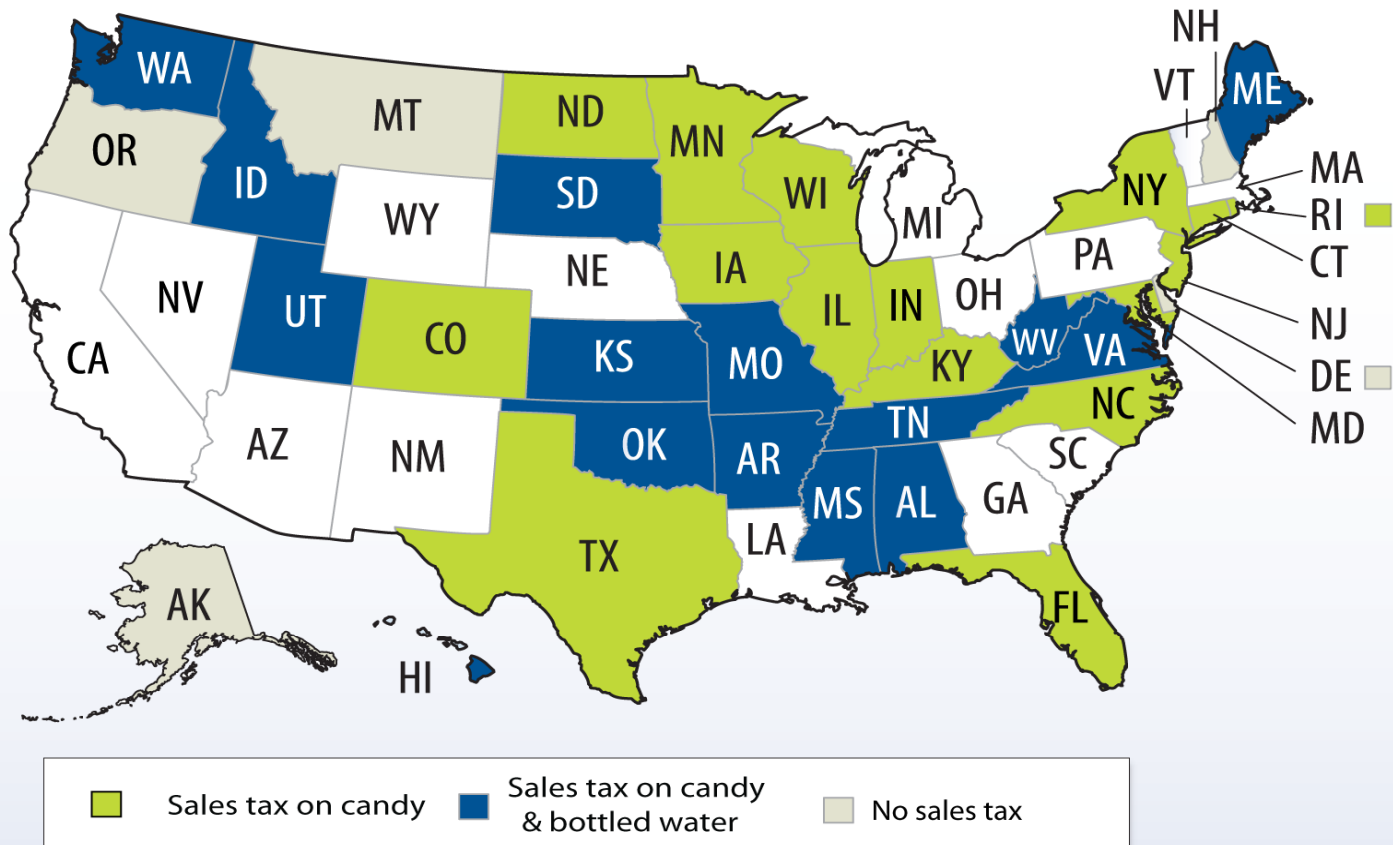 NH
VT
ME
WA
MT
ND
MN
OR
ID
SD
WI
NY
MA
RI
WY
MI
CT
NE
IA
PA
NV
UT
CO
IL
IN
OH
NJ
CA
KS
MO
KY
WV
VA
DE
NC
MD
AZ
NM
OK
AR
TN
SC
MS
AL
GA
LA
TX
AK
FL
HI
Sales tax on candy
Sales tax on candy
& bottled water
No sales tax